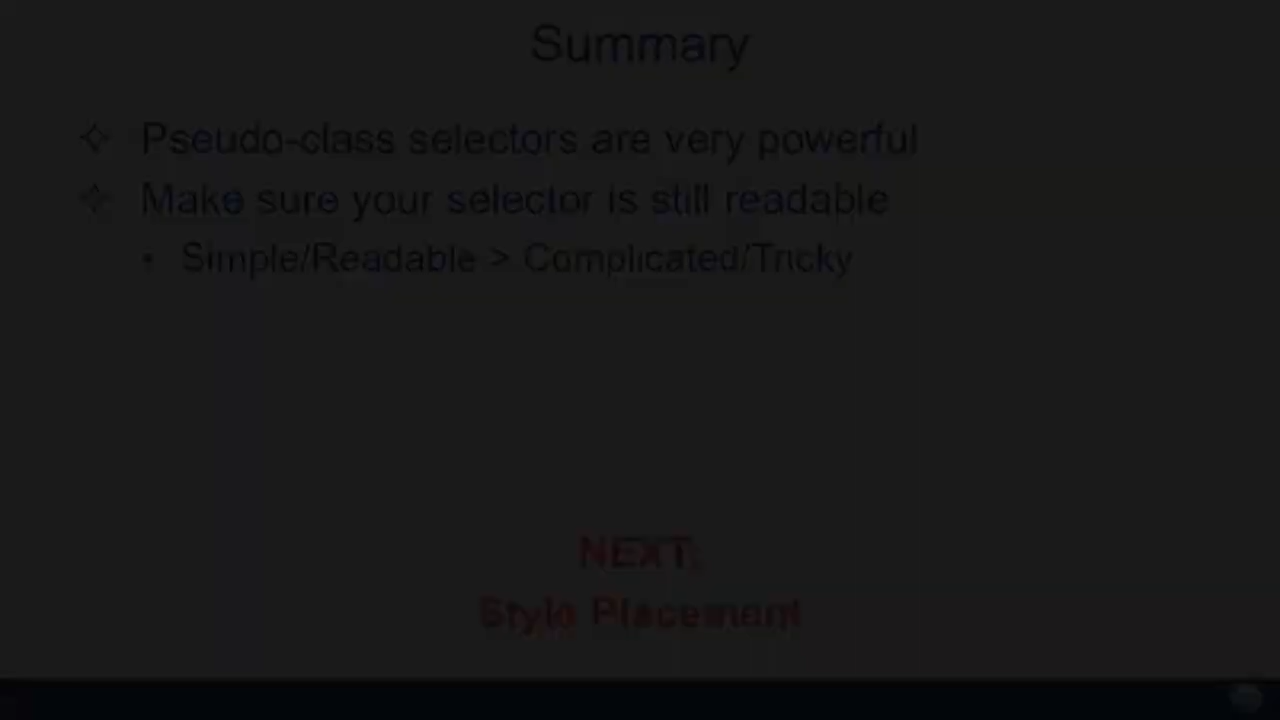 Summary
✧ Pseudo-class selectors are very powerful
✧ Make sure your selector is still readable
• Simple/Readable > Complicated/Tricky
NEXT:
Style Placement